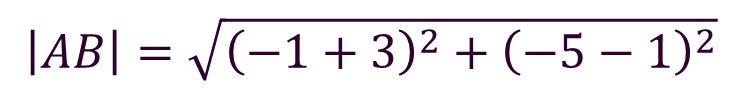 |AB| = √(−1 + 3)² + (−5 − 1)²